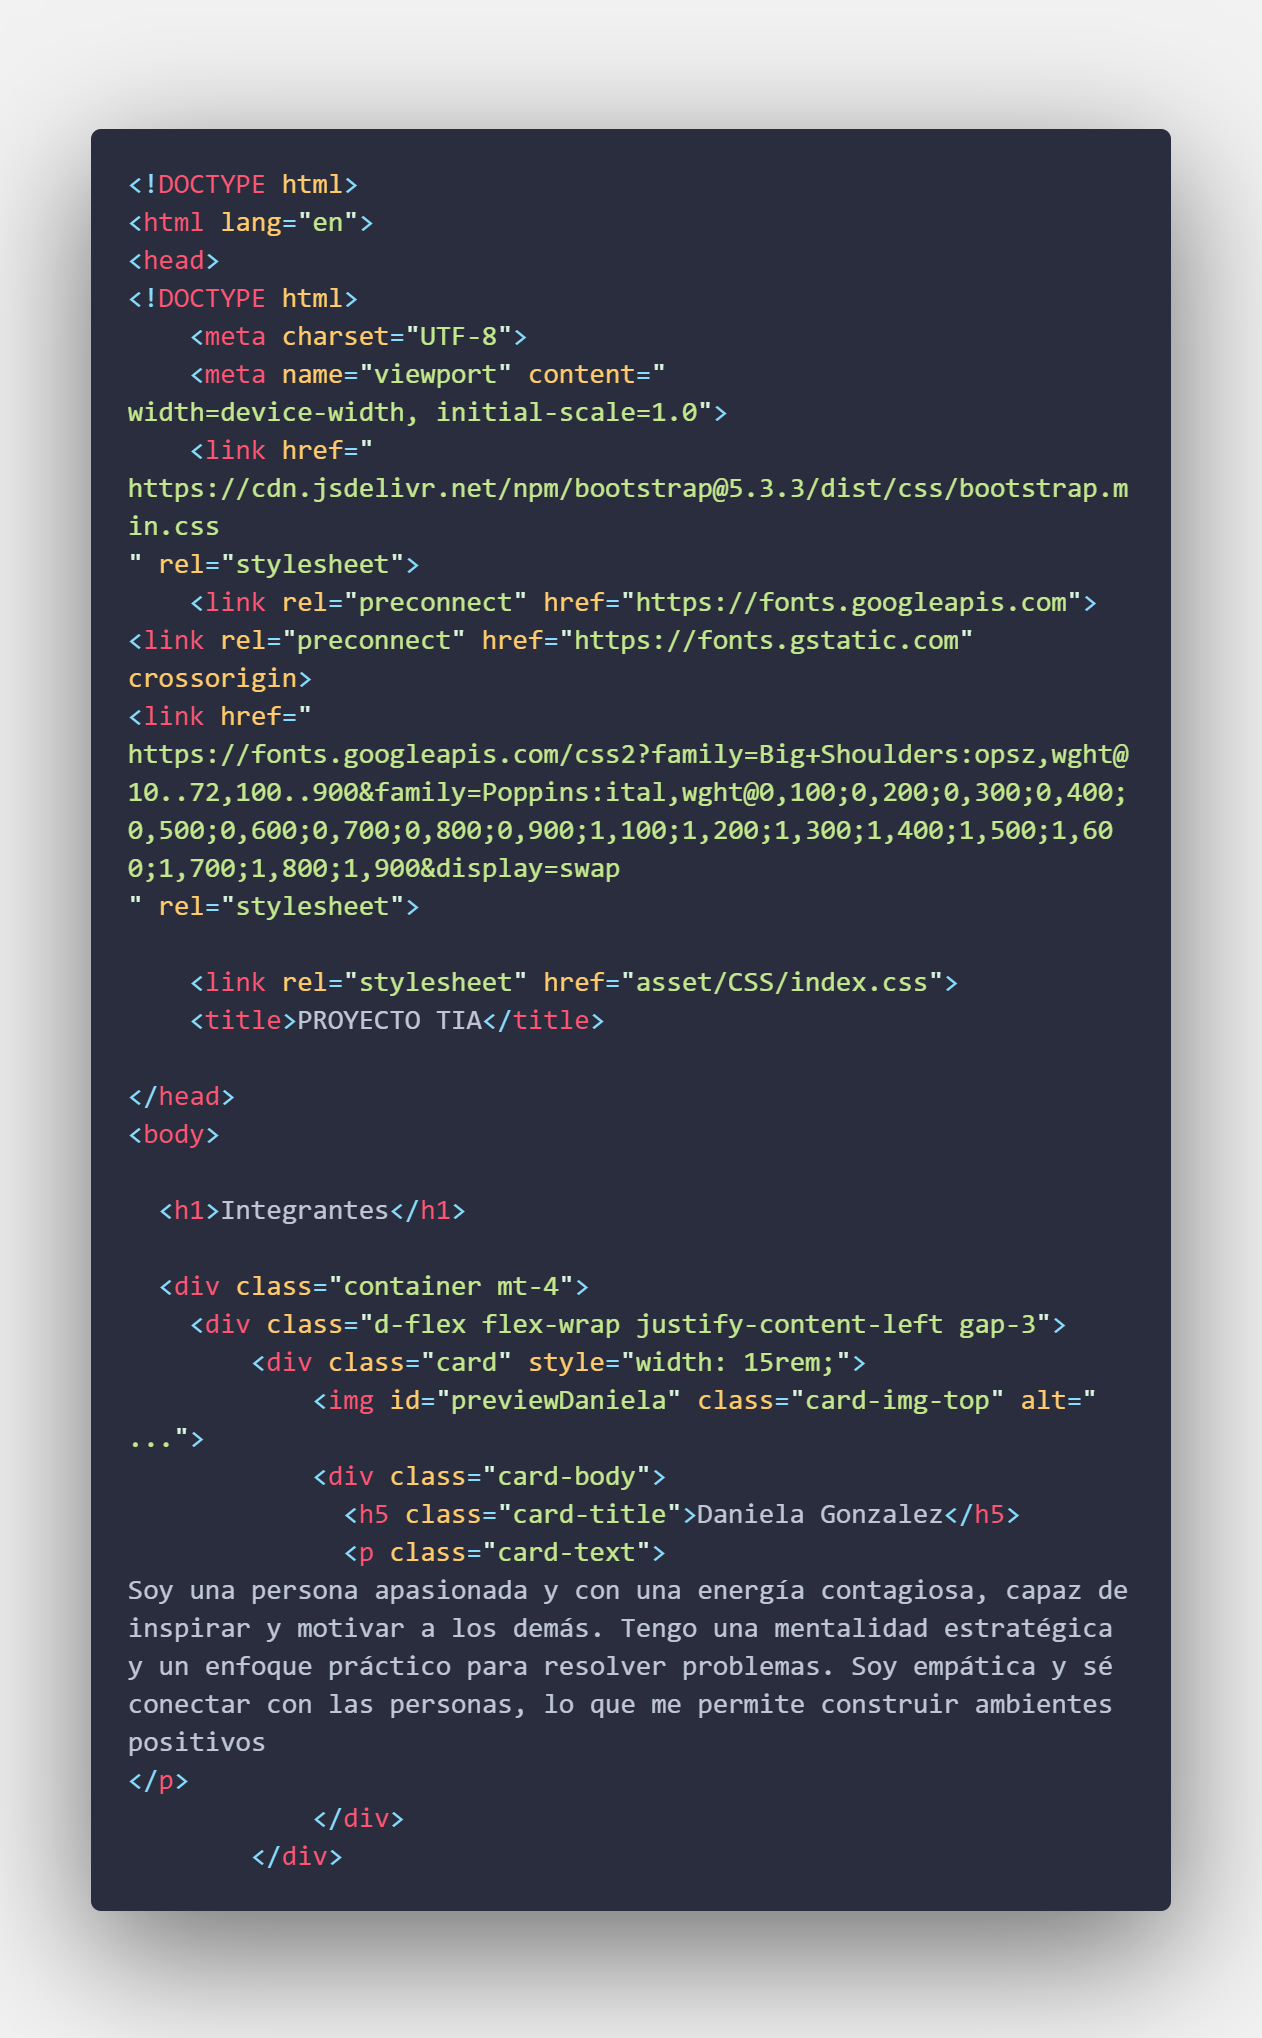 <!DOCTYPE html>
<html lang="en">
<head>
<!DOCTYPE html>
    <meta charset="UTF-8">
    <meta name="viewport" content="
width=device-width, initial-scale=1.0">
    <link href="
https://cdn.jsdelivr.net/npm/bootstrap@5.3.3/dist/css/bootstrap.m
in.css
" rel="stylesheet">
    <link rel="preconnect" href="https://fonts.googleapis.com">
<link rel="preconnect" href="https://fonts.gstatic.com"
crossorigin>
<link href="
https://fonts.googleapis.com/css2?family=Big+Shoulders:opsz,wght@
10..72,100..900&family=Poppins:ital,wght@0,100;0,200;0,300;0,400;
0,500;0,600;0,700;0,800;0,900;1,100;1,200;1,300;1,400;1,500;1,60
0;1,700;1,800;1,900&display=swap
" rel="stylesheet">
    <link rel="stylesheet" href="asset/CSS/index.css">
    <title>PROYECTO TIA</title>
</head>
<body>
  <h1>Integrantes</h1>
  <div class="container mt-4">
    <div class="d-flex flex-wrap justify-content-left gap-3">
        <div class="card" style="width: 15rem;">
            <img id="previewDaniela" class="card-img-top" alt="
...">
            <div class="card-body">
              <h5 class="card-title">Daniela Gonzalez</h5>
              <p class="card-text">
Soy una persona apasionada y con una energía contagiosa, capaz de
inspirar y motivar a los demás. Tengo una mentalidad estratégica
y un enfoque práctico para resolver problemas. Soy empática y sé
conectar con las personas, lo que me permite construir ambientes
positivos
</p>
            </div>
        </div>